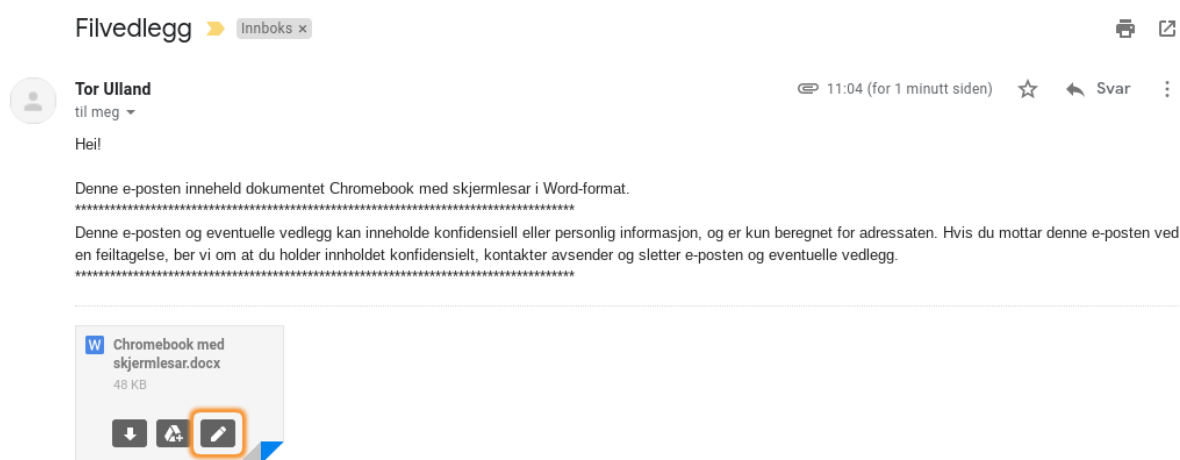 Filvedlegg Innboks ×
Tor Ulland 11:04 (for 1 minutt siden) Svar
til meg
Hei!
Denne e-posten inneheld dokumentet Chromebook med skjermlesar i Word-format.
*************************************************************************************
Denne e-posten og eventuelle vedlegg kan inneholde konfidensiell eller personlig informasjon, og er kun beregnet for adressaten. Hvis du mottar denne e-posten ved
en feiltagelse, ber vi om at du holder innholdet konfidensielt, kontakter avsender og sletter e-posten og eventuelle vedlegg.
*************************************************************************************
W Chromebook med
skjermlesar.docx
48 KB